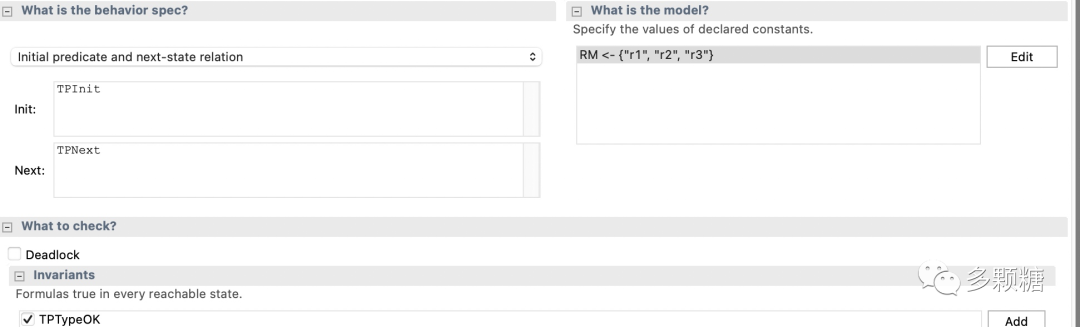 What is the behavior spec?
Initial predicate and next-state relation
Init:
TPInit
Next:
TPNext
What is the model?
Specify the values of declared constants.
RM <- {"r1", "r2", "r3"}
Edit
What to check?
Deadlock
Invariants
Formulas true in every reachable state.
TPTypeOK
Add
多颗糖